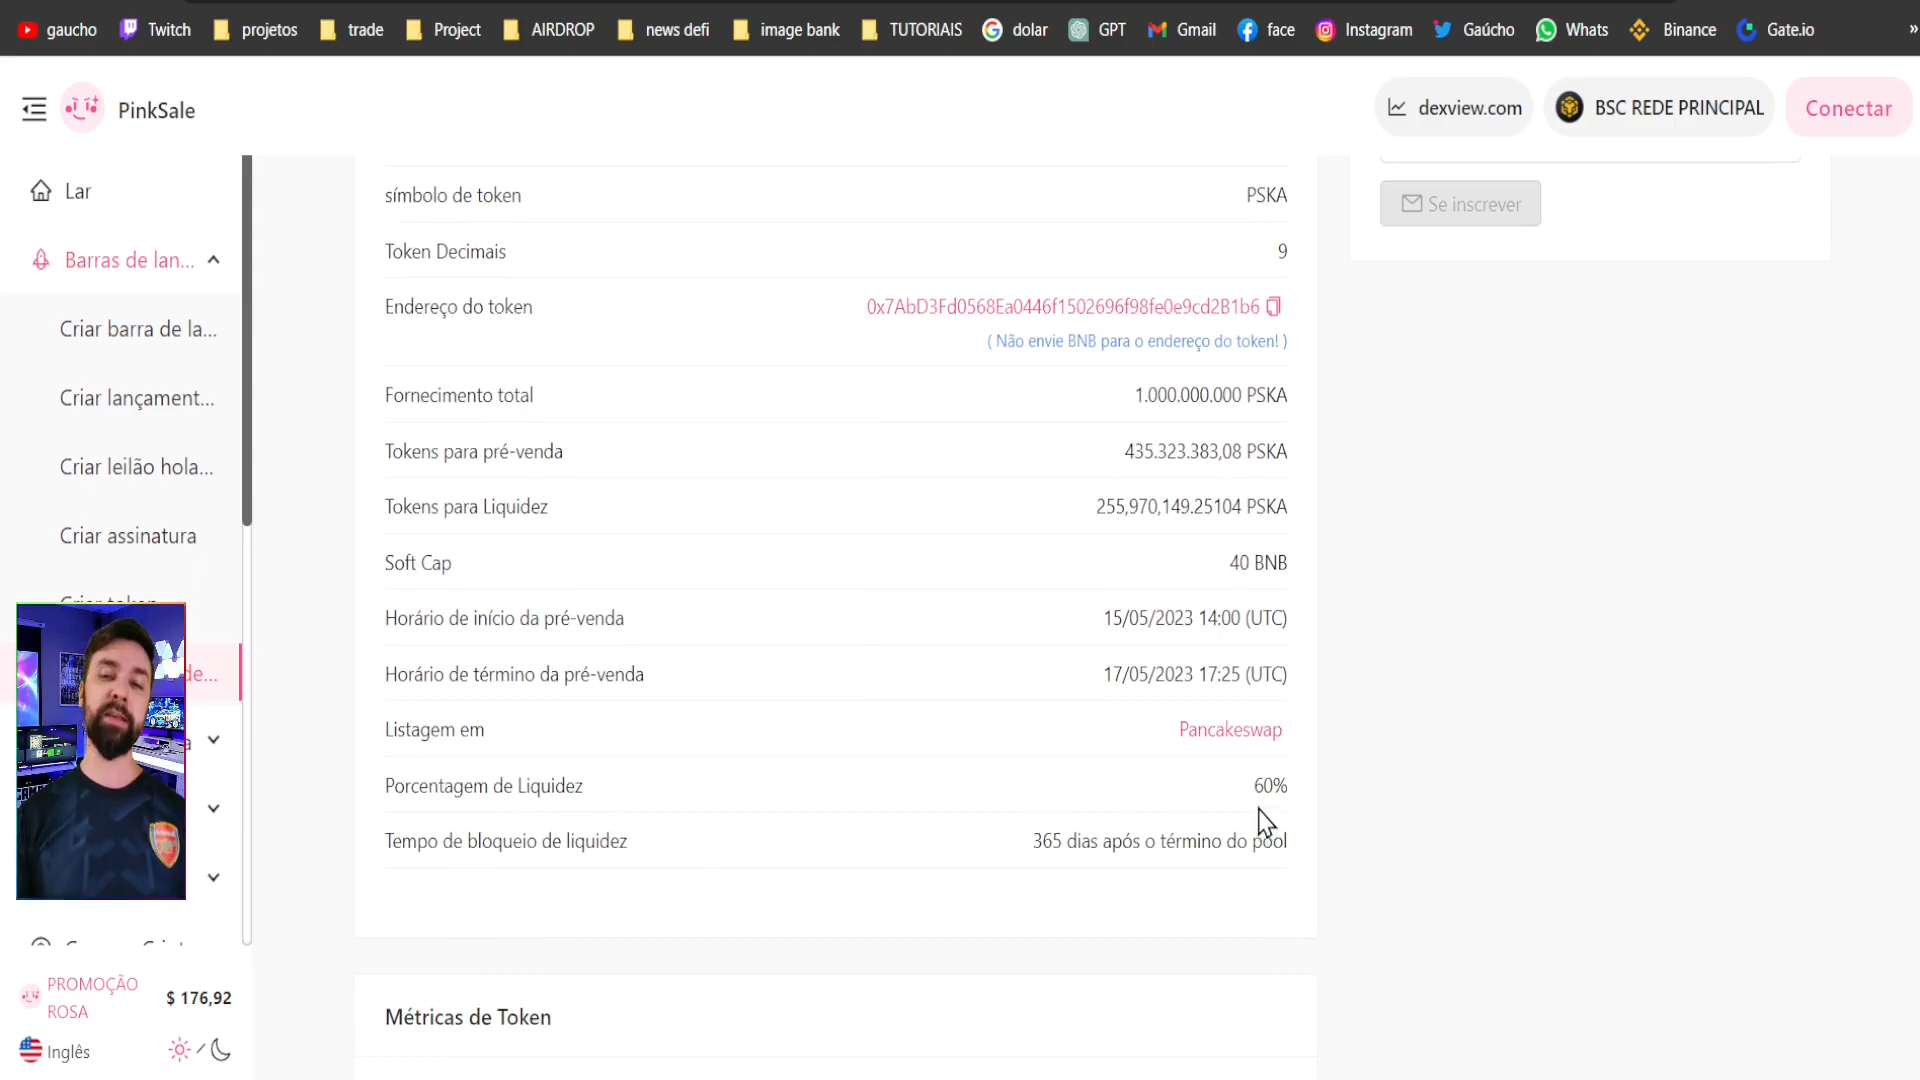 gaucho Twitch projetos trade Project AIRDROP news defi image bank TUTORIAIS dolar GPT Gmail face Instagram Gaúcho Whats Binance Gate.io »
PinkSale
dexview.com
BSC REDE PRINCIPAL
Conectar
Lar
Barras de lan...
Criar barra de la...
Criar lançament...
Criar leilão hola...
Criar assinatura
Criar token
de...
a
PROMOÇÃO
ROSA
$ 176,92
Inglês
/
símbolo de token PSKA
Token Decimais 9
Endereço do token 0x7AbD3Fd0568Ea0446f1502696f98fe0e9cd2B1b6
( Não envie BNB para o endereço do token! )
Fornecimento total 1.000.000.000 PSKA
Tokens para pré-venda 435.323.383,08 PSKA
Tokens para Liquidez 255,970,149.25104 PSKA
Soft Cap 40 BNB
Horário de início da pré-venda 15/05/2023 14:00 (UTC)
Horário de término da pré-venda 17/05/2023 17:25 (UTC)
Listagem em Pancakeswap
Porcentagem de Liquidez 60%
Tempo de bloqueio de liquidez 365 dias após o término do pool
Métricas de Token
Se inscrever